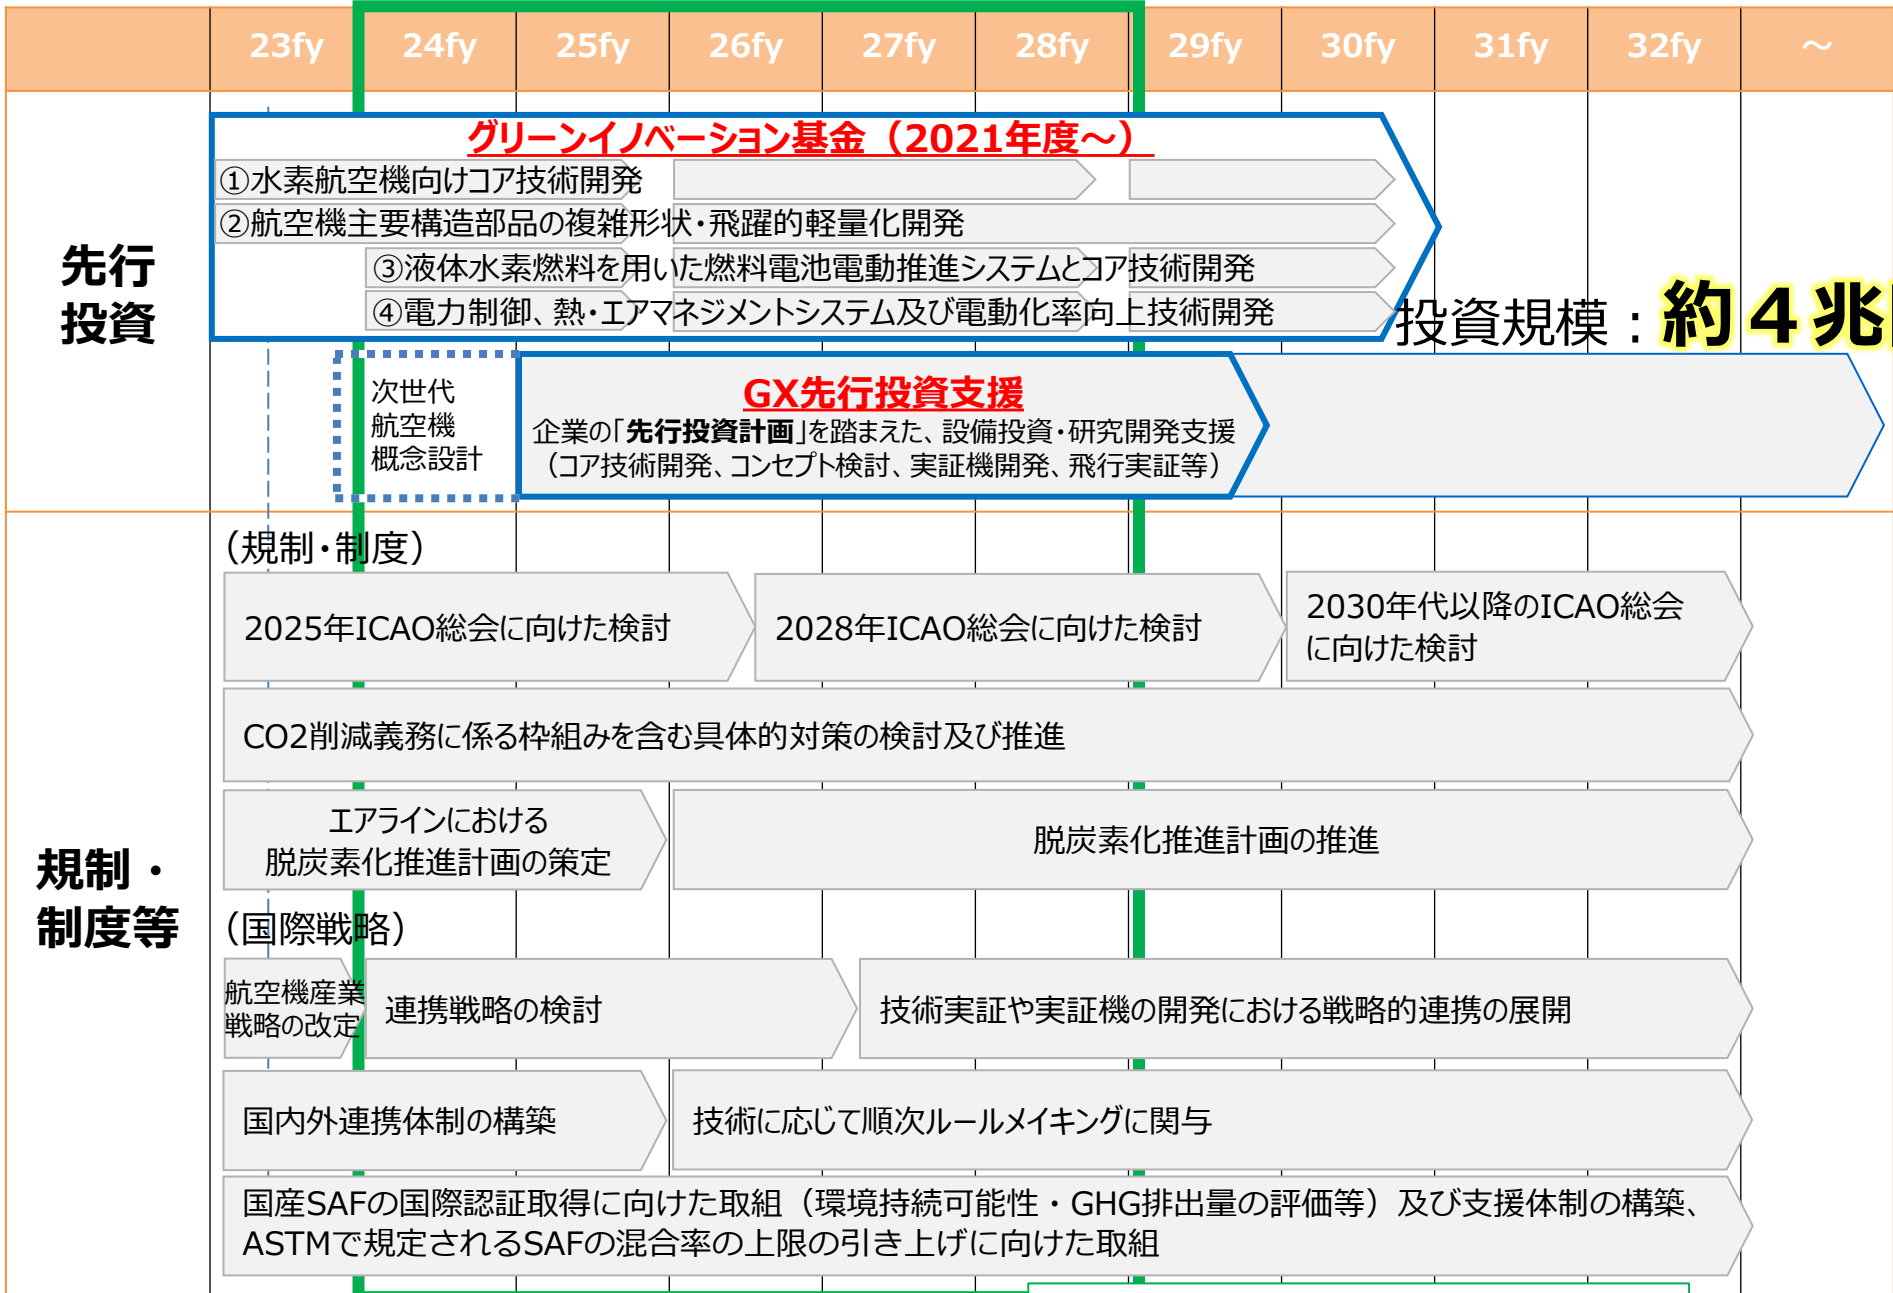 23fy 24fy 25fy 26fy 27fy 28fy 29fy 30fy 31fy 32fy ～
先行
投資
グリーンイノベーション基金（2021年度～）
①水素航空機向けコア技術開発
②航空機主要構造部品の複雑形状・飛躍的軽量化開発
③液体水素燃料を用いた燃料電池電動推進システムとコア技術開発
④電力制御、熱・エアマネジメントシステム及び電動化率向上技術開発
投資規模：約４兆
次世代
航空機
概念設計
GX先行投資支援
企業の「先行投資計画」を踏まえた、設備投資・研究開発支援
（コア技術開発、コンセプト検討、実証機開発、飛行実証等）
規制・
制度等
（規制・制度）
2025年ICAO総会に向けた検討
2028年ICAO総会に向けた検討
2030年代以降のICAO総会
に向けた検討
CO2削減義務に係る枠組みを含む具体的対策の検討及び推進
エアラインにおける
脱炭素化推進計画の策定
脱炭素化推進計画の推進
（国際戦略）
航空機産業
戦略の改定
連携戦略の検討
技術実証や実証機の開発における戦略的連携の展開
国内外連携体制の構築
技術に応じて順次ルールメイキングに関与
国産SAFの国際認証取得に向けた取組（環境持続可能性・GHG排出量の評価等）及び支援体制の構築、
ASTMで規定されるSAFの混合率の上限の引き上げに向けた取組